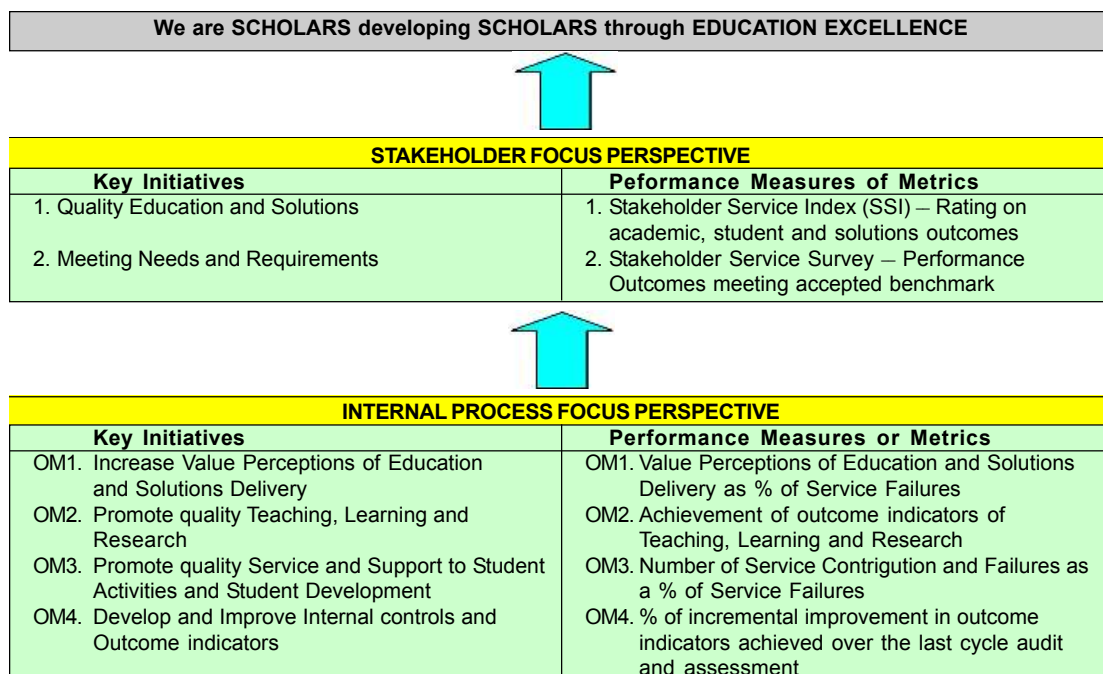 We are SCHOLARS developing SCHOLARS through EDUCATION EXCELLENCE
STAKEHOLDER FOCUS PERSPECTIVE
Key Initiatives
1. Quality Education and Solutions
2. Meeting Needs and Requirements
Peformance Measures of Metrics
1. Stakeholder Service Index (SSI) — Rating on
academic, student and solutions outcomes
2. Stakeholder Service Survey — Performance
Outcomes meeting accepted benchmark
INTERNAL PROCESS FOCUS PERSPECTIVE
Key Initiatives
OM1. Increase Value Perceptions of Education
and Solutions Delivery
OM2. Promote quality Teaching, Learning and
Research
OM3. Promote quality Service and Support to Student
Activities and Student Development
OM4. Develop and Improve Internal controls and
Outcome indicators
Performance Measures or Metrics
OM1. Value Perceptions of Education and Solutions
Delivery as % of Service Failures
OM2. Achievement of outcome indicators of
Teaching, Learning and Research
OM3. Number of Service Contrigution and Failures as
a % of Service Failures
OM4. % of incremental improvement in outcome
indicators achieved over the last cycle audit
and assessment